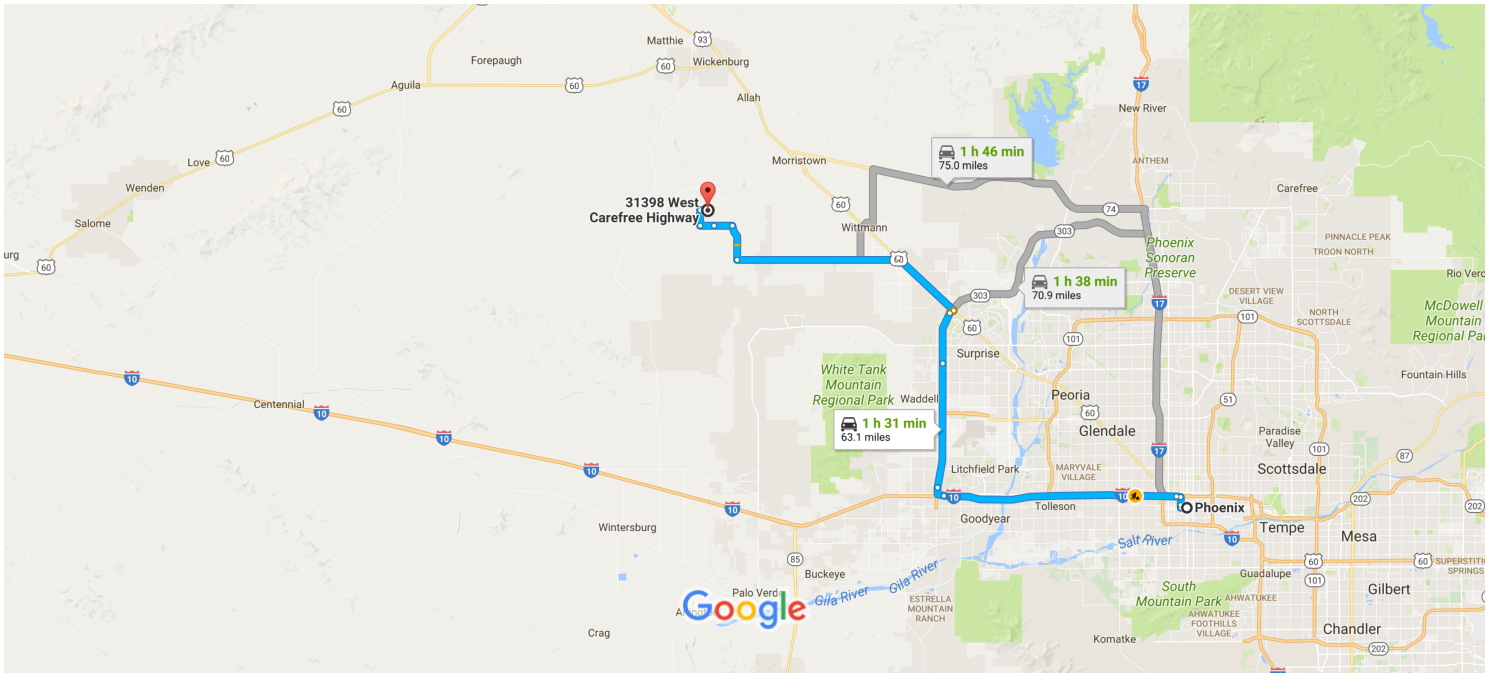 Matthie
93
Forepaugh
60
Wickenburg
60
Aguila
17
Allah
New River
60
1 h 46 min
75.0 miles
Love
60
Morristown
ANTHEM
Wenden
Carefree
31398 West
Carefree Highway
60
74
Salome
Wittmann
303
Phoenix
Sonoran
Preserve
PINNACLE PEAK
TROON NORTH
urg
60
60
Rio Verd
1 h 38 min
70.9 miles
303
DESERT VIEW
VILLAGE
17
McDowell
Mountain
Regional Par
NORTH
SCOTTSDALE
101
60
101
Surprise
10
White Tank
Mountain
Regional Park
Fountain Hills
Waddell
Peoria
51
Centennial
10
60
1 h 31 min
63.1 miles
Glendale
Paradise
Valley
10
17
101
87
Scottsdale
10
Litchfield Park
MARYVALE
VILLAGE
10
10
202
202
10
Goodyear
Tolleson
Phoenix
Wintersburg
Tempe
Mesa
Salt River
10
85
60
60
SUPERSTITI
SPRINGS
Buckeye
Guadalupe
101
Gila River
South
Mountain Park
Gilbert
Palo Verde
Gila River
ESTRELLA
MOUNTAIN
RANCH
AHWATUKEE
Google
AHWATUKEE
FOOTHILLS
VILLAGE
Crag
Komatke
Chandler
202